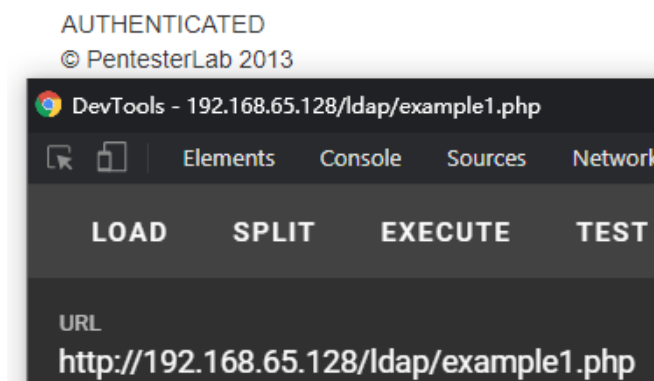 AUTHENTICATED
© PentesterLab 2013
DevTools - 192.168.65.128/ldap/example1.php
Elements Console Sources Network
LOAD SPLIT EXECUTE TEST
URL
http://192.168.65.128/ldap/example1.php